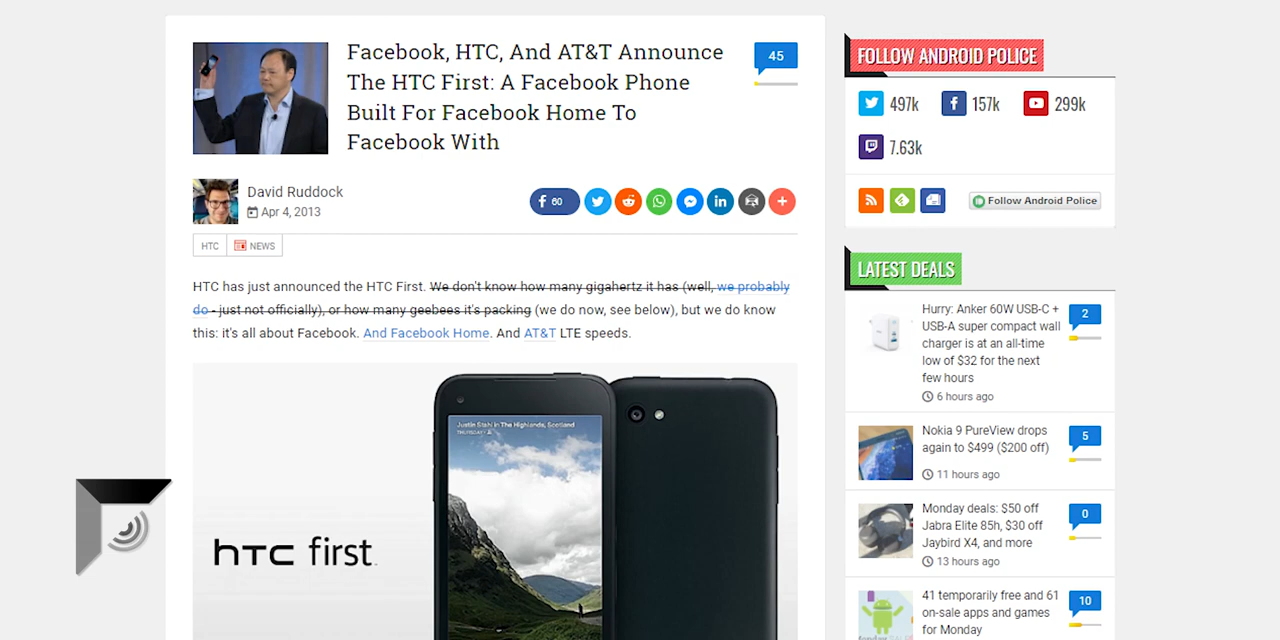 Facebook, HTC, And AT&T Announce
The HTC First: A Facebook Phone
Built For Facebook Home To
Facebook With
45
David Ruddock
Apr 4, 2013
60
HTC
NEWS
HTC has just announced the HTC First. We don't know how many gigahertz it has (well, we probably
do - just not officially), or how many geebees it's packing (we do now, see below), but we do know
this: it's all about Facebook. And Facebook Home. And AT&T LTE speeds.
Justin Stahl in The Highlands, Scotland
htc first
FOLLOW ANDROID POLICE
497k
157k
299k
7.63k
Follow Android Police
LATEST DEALS
Hurry: Anker 60W USB-C +
USB-A super compact wall
charger is at an all-time
low of $32 for the next
few hours
2
6 hours ago
Nokia 9 PureView drops
again to $499 ($200 off)
5
11 hours ago
Monday deals: $50 off
Jabra Elite 85h, $30 off
Jaybird X4, and more
0
13 hours ago
41 temporarily free and 61
on-sale apps and games
for Monday
10